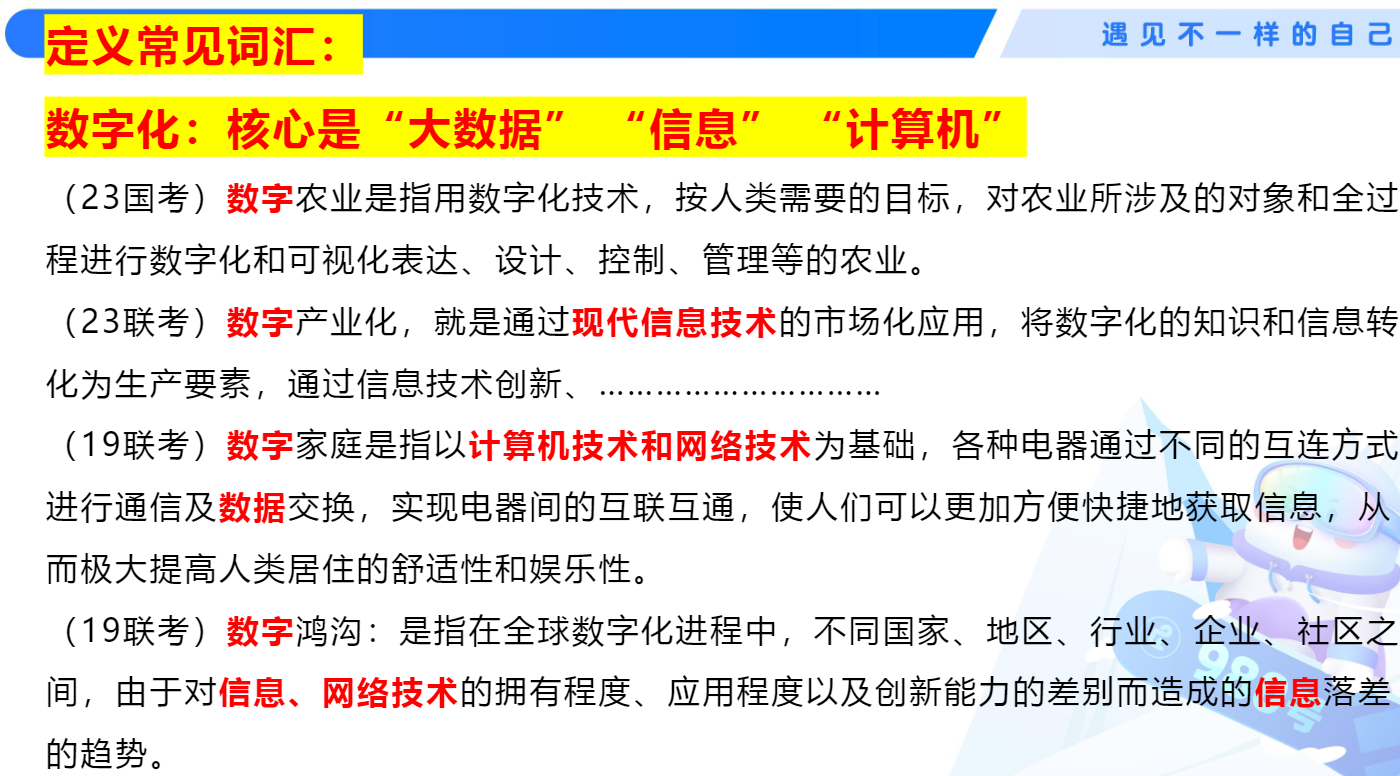 定义常见词汇：
遇见不一样的自己
数字化：核心是“大数据” “信息” “计算机”
（23国考）数字农业是指用数字化技术，按人类需要的目标，对农业所涉及的对象和全过
程进行数字化和可视化表达、设计、控制、管理等的农业。
（23联考）数字产业化，就是通过现代信息技术的市场化应用，将数字化的知识和信息转
化为生产要素，通过信息技术创新、…………………………
（19联考）数字家庭是指以计算机技术和网络技术为基础，各种电器通过不同的互连方式
进行通信及数据交换，实现电器间的互联互通，使人们可以更加方便快捷地获取信息，从
而极大提高人类居住的舒适性和娱乐性。
（19联考）数字鸿沟：是指在全球数字化进程中，不同国家、地区、行业、企业、社区之
间，由于对信息、网络技术的拥有程度、应用程度以及创新能力的差别而造成的信息落差
的趋势。